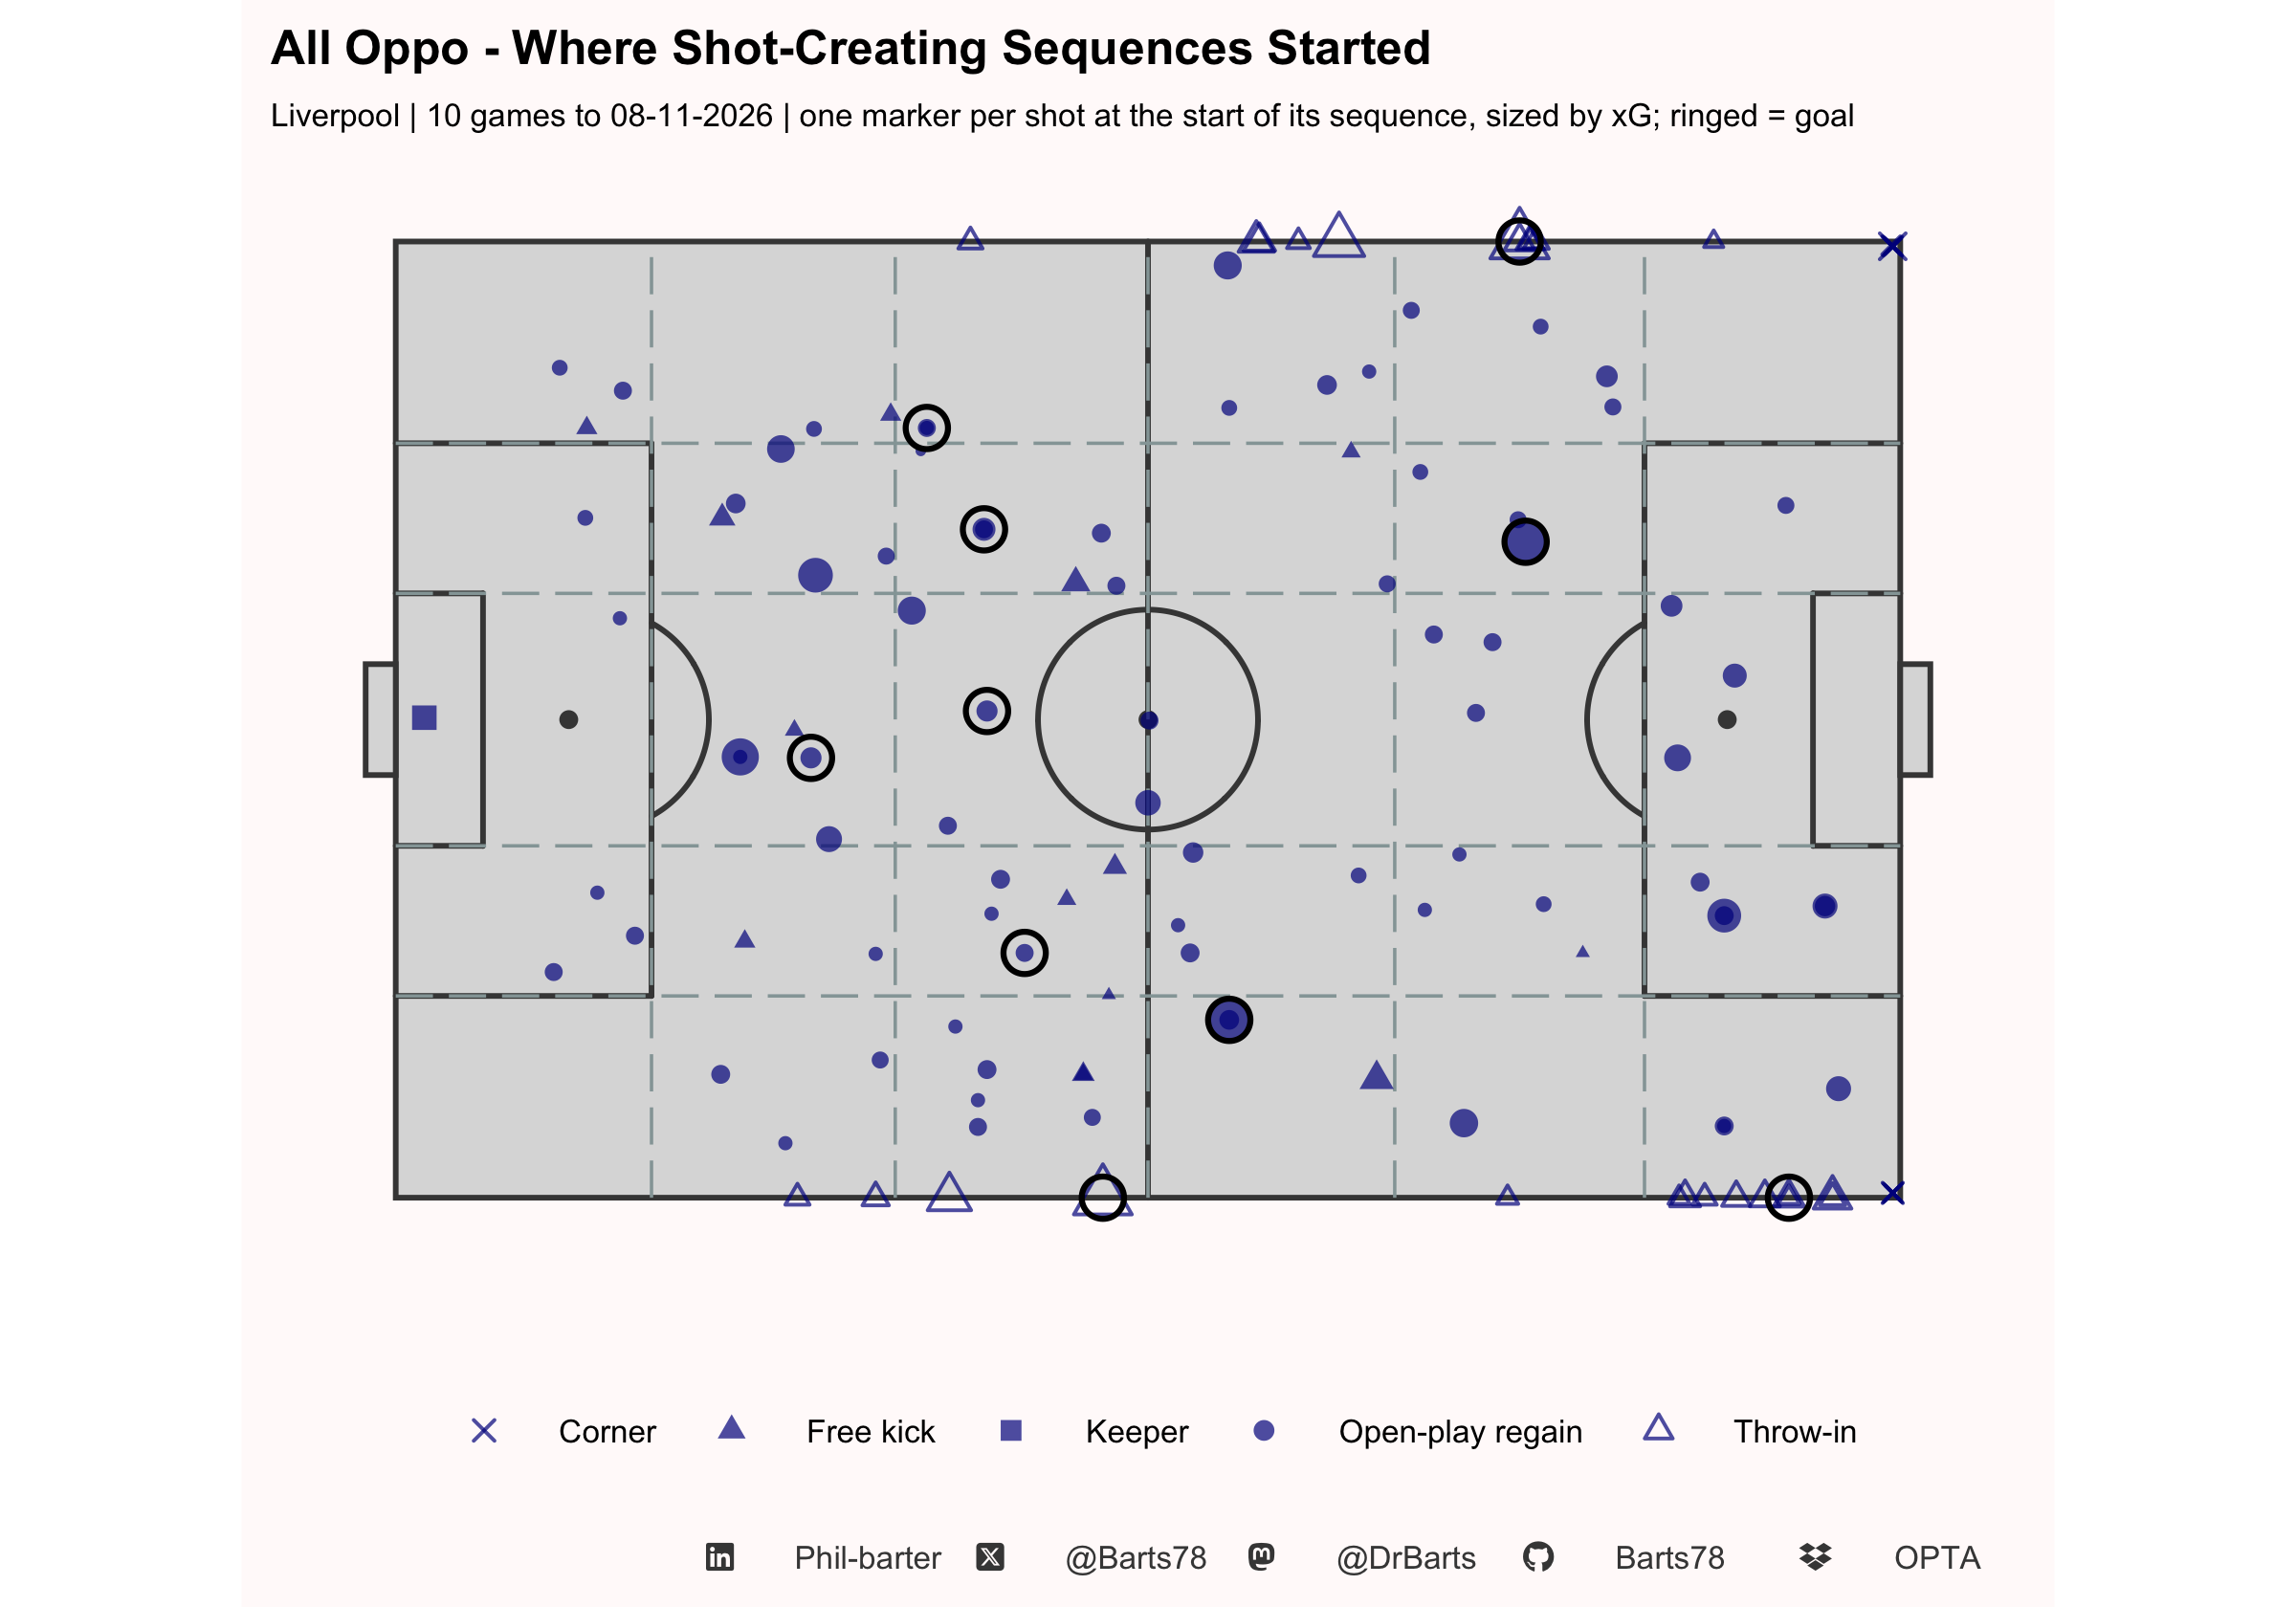 All Oppo - Where Shot-Creating Sequences Started
Liverpool | 10 games to 08-11-2026 | one marker per shot at the start of its sequence, sized by xG; ringed = goal
Corner Free kick Keeper Open-play regain Throw-in
Phil-barter @Barts78 @DrBarts Barts78 OPTA